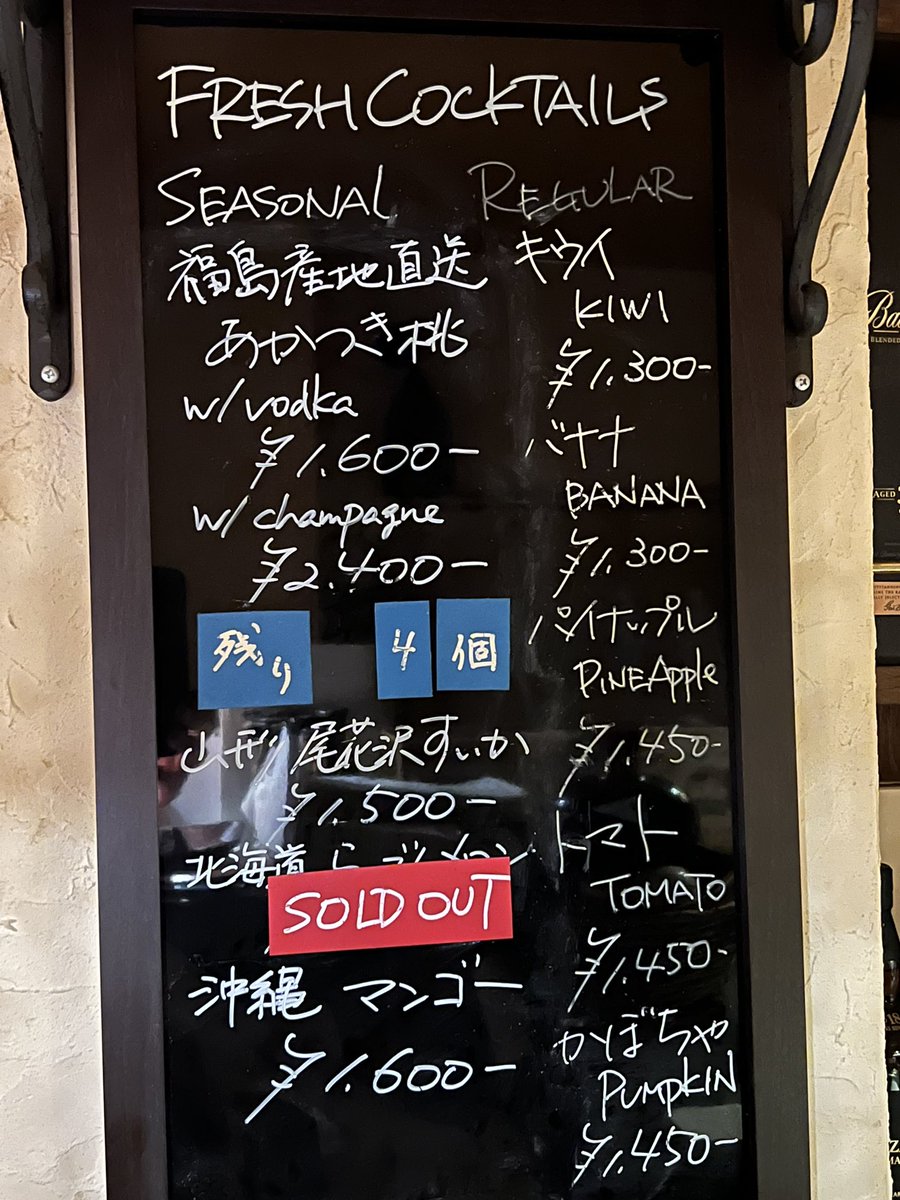 FRESH COCKTAILS
SEASONAL
福島産地直送
あかつき桃
w/vodka
¥1.600-
w/champagne
¥2.400-
残り 4 個
山形 尾花沢すいか
¥1.500-
北海道
SOLD OUT
沖縄 マンゴー
¥1.600-
REGULAR
キウイ
KIWI
¥1.300-
バナナ
BANANA
¥1.300-
パイナップル
PINEApple
¥1.450-
トマト
TOMATO
¥1.450-
かぼちゃ
PUMPKIN
¥1.450-
BLENDED
AGED